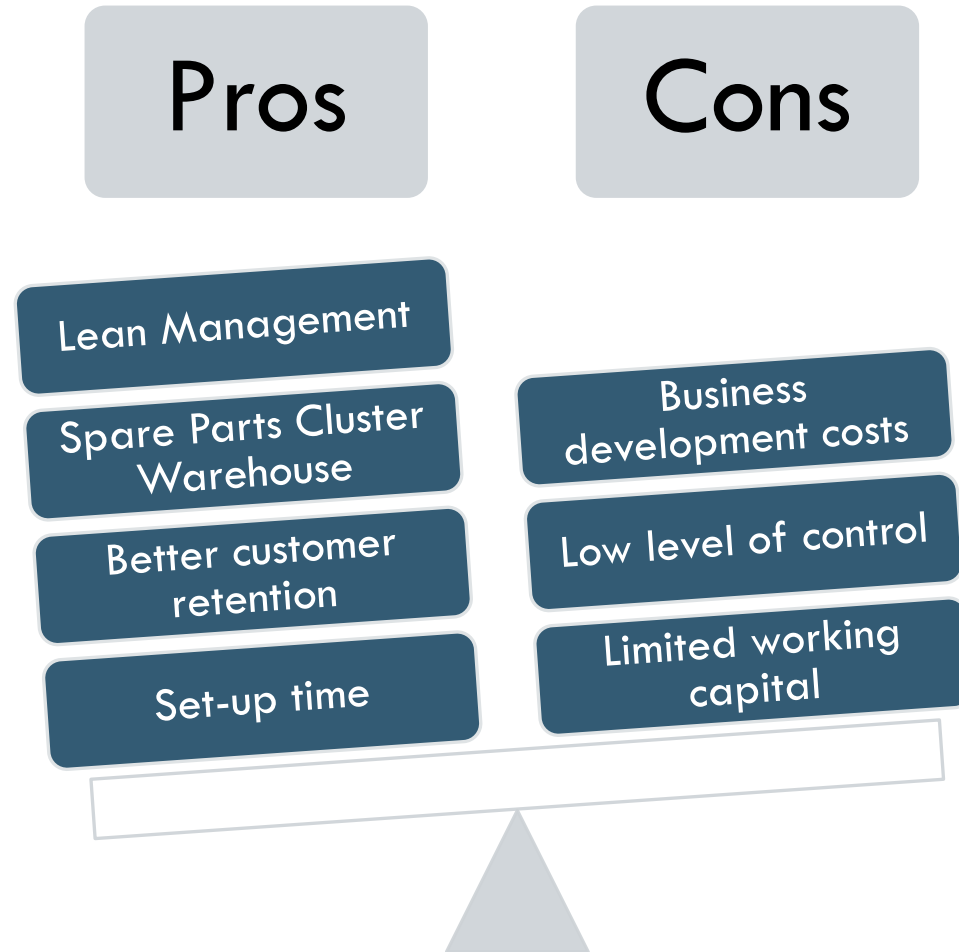 Pros
Cons
Lean Management
Spare Parts Cluster
Warehouse
Better customer
retention
Set-up time
Business
development costs
Low level of control
Limited working
capital